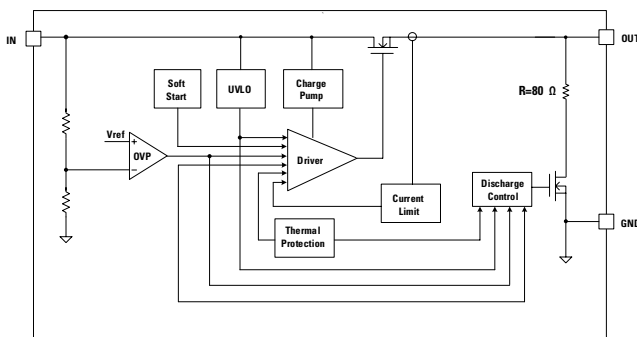 IN
OUT
Soft
Start
UVLO
Charge
Pump
R=80 Ω
Vref
+
OVP
−
Driver
Discharge
Control
Current
Limit
Thermal
Protection
GND